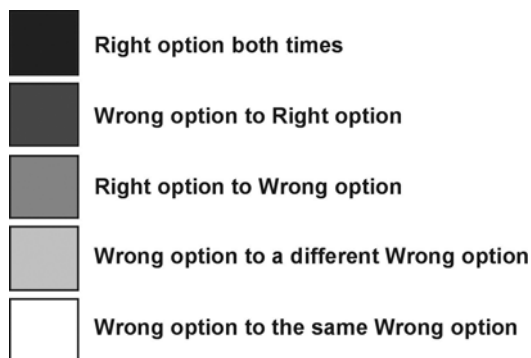 Right option both times
Wrong option to Right option
Right option to Wrong option
Wrong option to a different Wrong option
Wrong option to the same Wrong option